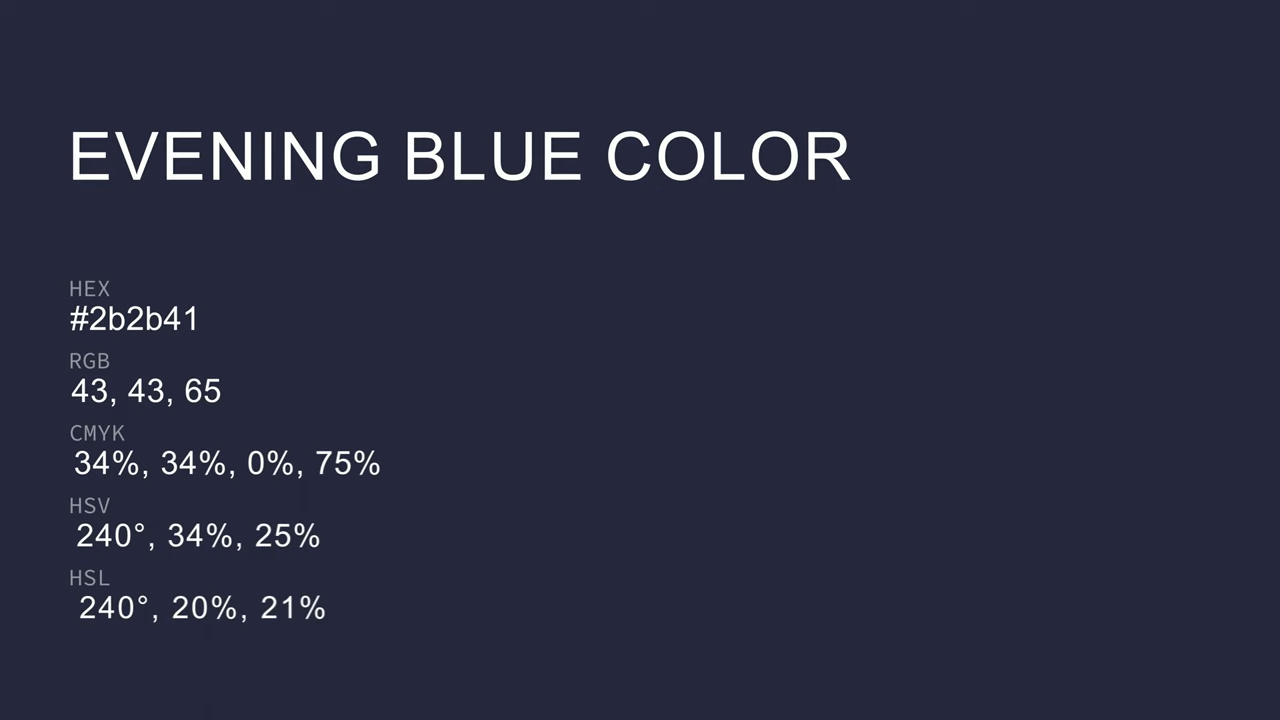 EVENING BLUE COLOR
HEX
#2b2b41
RGB
43, 43, 65
CMYK
34%, 34%, 0%, 75%
HSV
240°, 34%, 25%
HSL
240°, 20%, 21%